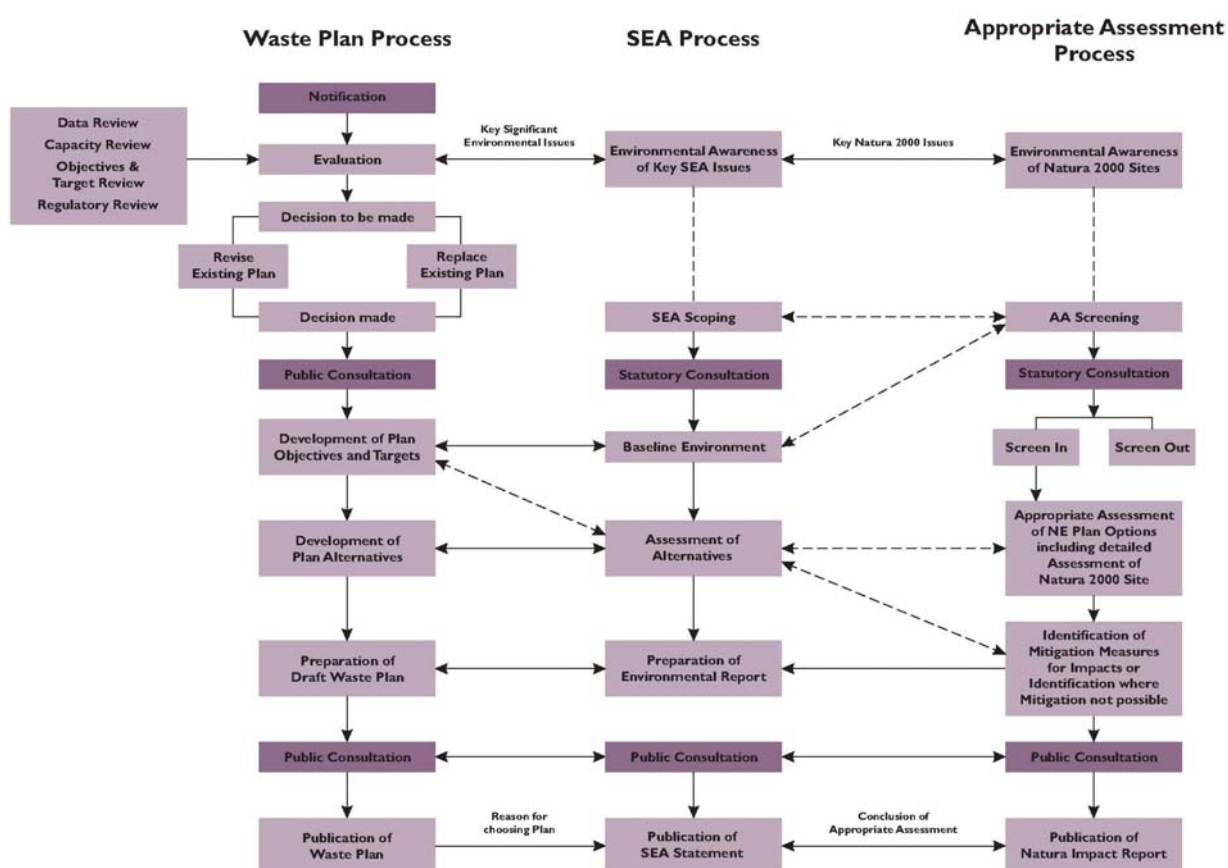 Waste Plan Process
SEA Process
Appropriate Assessment
Process
Notification
Data Review
Capacity Review
Objectives &
Target Review
Regulatory Review
Evaluation
Key Significant
Environmental Issues
Environmental Awareness
of Key SEA Issues
Key Natura 2000 Issues
Environmental Awareness
of Natura 2000 Sites
Decision to be made
Revise
Existing Plan
Replace
Existing Plan
Decision made
SEA Scoping
AA Screening
Public Consultation
Statutory Consultation
Statutory Consultation
Development of Plan
Objectives and Targets
Baseline Environment
Screen In
Screen Out
Development of
Plan Alternatives
Assessment of
Alternatives
Appropriate Assessment
of NE Plan Options
including detailed
Assessment of
Natura 2000 Site
Preparation of
Draft Waste Plan
Preparation of
Environmental Report
Identification of
Mitigation Measures
for Impacts or
Identification where
Mitigation not possible
Public Consultation
Public Consultation
Public Consultation
Publication of
Waste Plan
Reason for
choosing Plan
Publication of
SEA Statement
Conclusion of
Appropriate Assessment
Publication of
Natura Impact Report